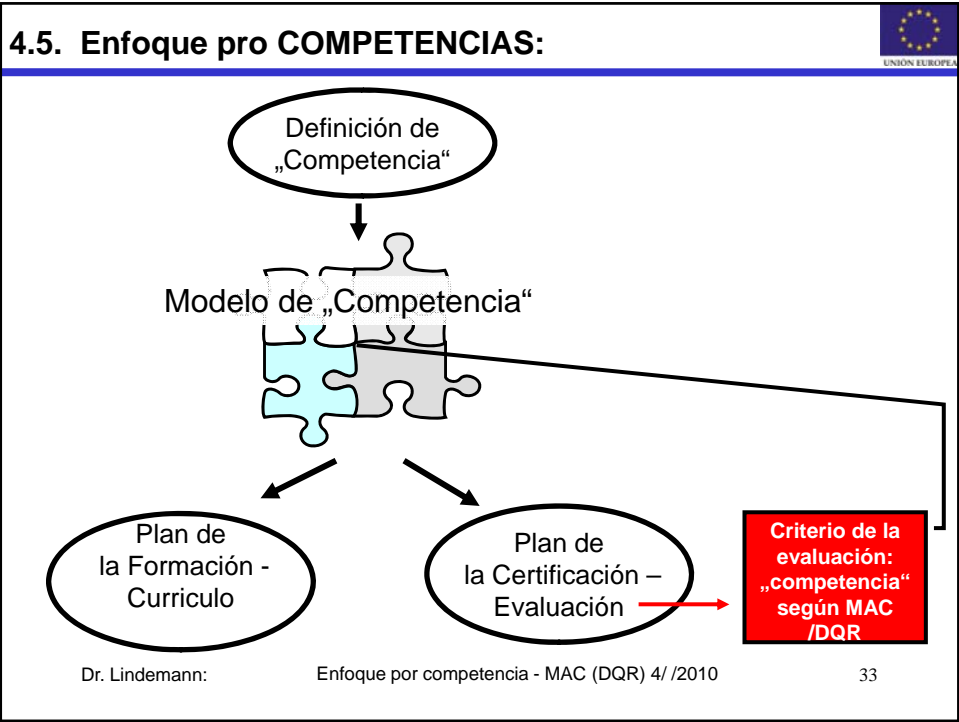 4.5. Enfoque pro COMPETENCIAS:
UNIÓN EUROPEA
Definición de
„Competencia“
Modelo de „Competencia“
Plan de
la Formación -
Curriculo
Plan de
la Certificación –
Evaluación
Criterio de la
evaluación:
„competencia“
según MAC
/DQR
Dr. Lindemann:
Enfoque por competencia - MAC (DQR) 4/ /2010
33